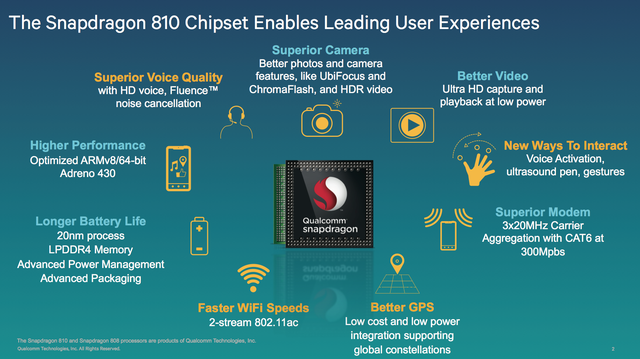 The Snapdragon 810 Chipset Enables Leading User Experiences
Superior Camera
Better photos and camera
features, like UbiFocus and
ChromaFlash, and HDR video
Superior Voice Quality
with HD voice, Fluence™
noise cancellation
Better Video
Ultra HD capture and
playback at low power
Higher Performance
Optimized ARMv8/64-bit
Adreno 430
New Ways To Interact
Voice Activation,
ultrasound pen, gestures
Qualcomm
snapdragon
Longer Battery Life
20nm process
LPDDR4 Memory
Advanced Power Management
Advanced Packaging
Superior Modem
3x20MHz Carrier
Aggregation with CAT6 at
300Mpbs
Faster WiFi Speeds
2-stream 802.11ac
Better GPS
Low cost and low power
integration supporting
global constellations
The Snapdragon 810 and Snapdragon 808 processors are products of Qualcomm Technologies, Inc.
Qualcomm Technologies, Inc. All Rights Reserved.
2